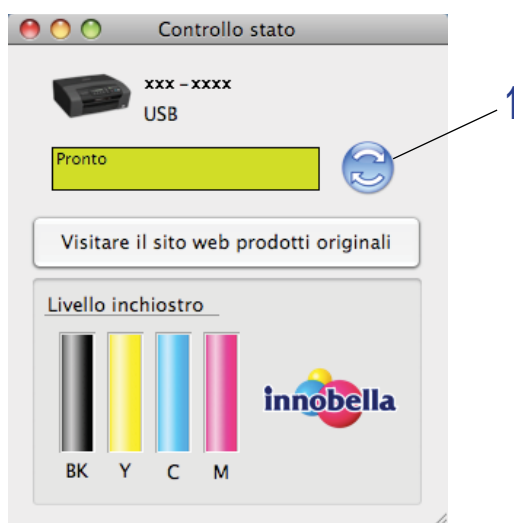 Controllo stato
xxx – xxxx
USB
1
Pronto
Visitare il sito web prodotti originali
Livello inchiostro
innobella
BK Y C M